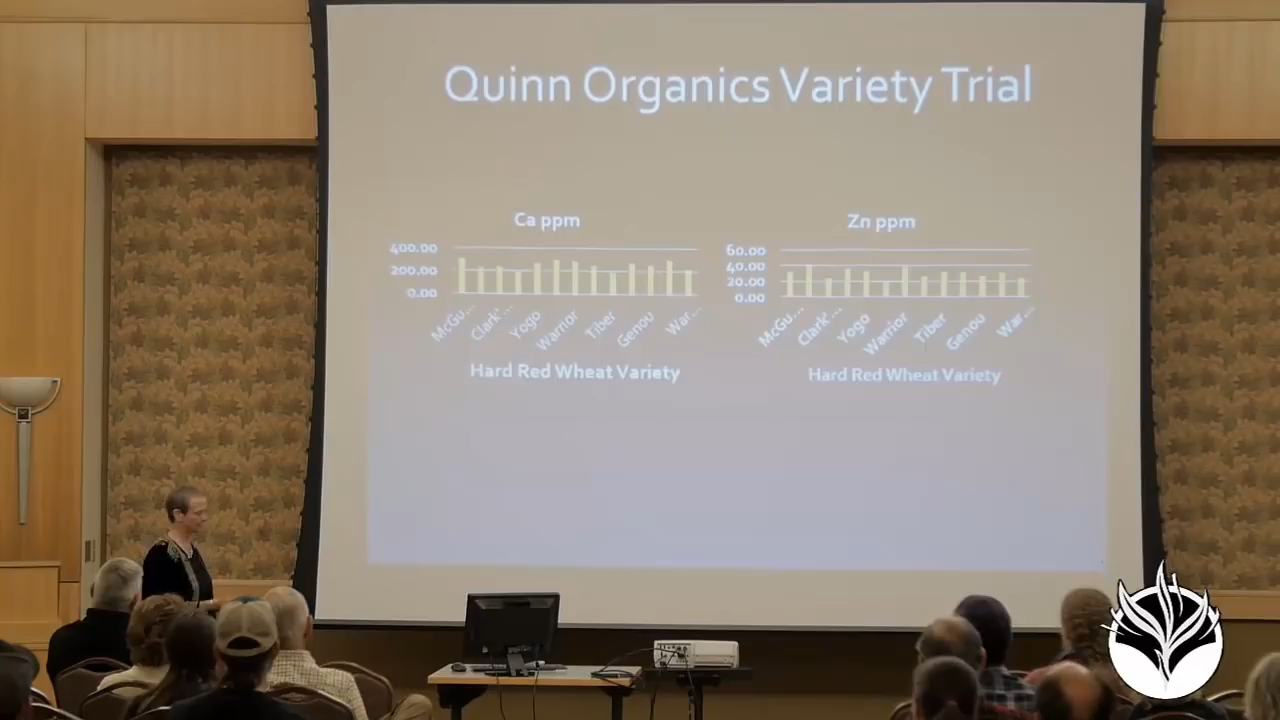 Quinn Organics Variety Trial
Ca ppm
400.00
200.00
0.00
McGu...
Clark'...
Yogo
Warrior
Tiber
Genou
War...
Hard Red Wheat Variety
Zn ppm
60.00
40.00
20.00
0.00
McGu...
Clark'...
Yogo
Warrior
Tiber
Genou
War...
Hard Red Wheat Variety